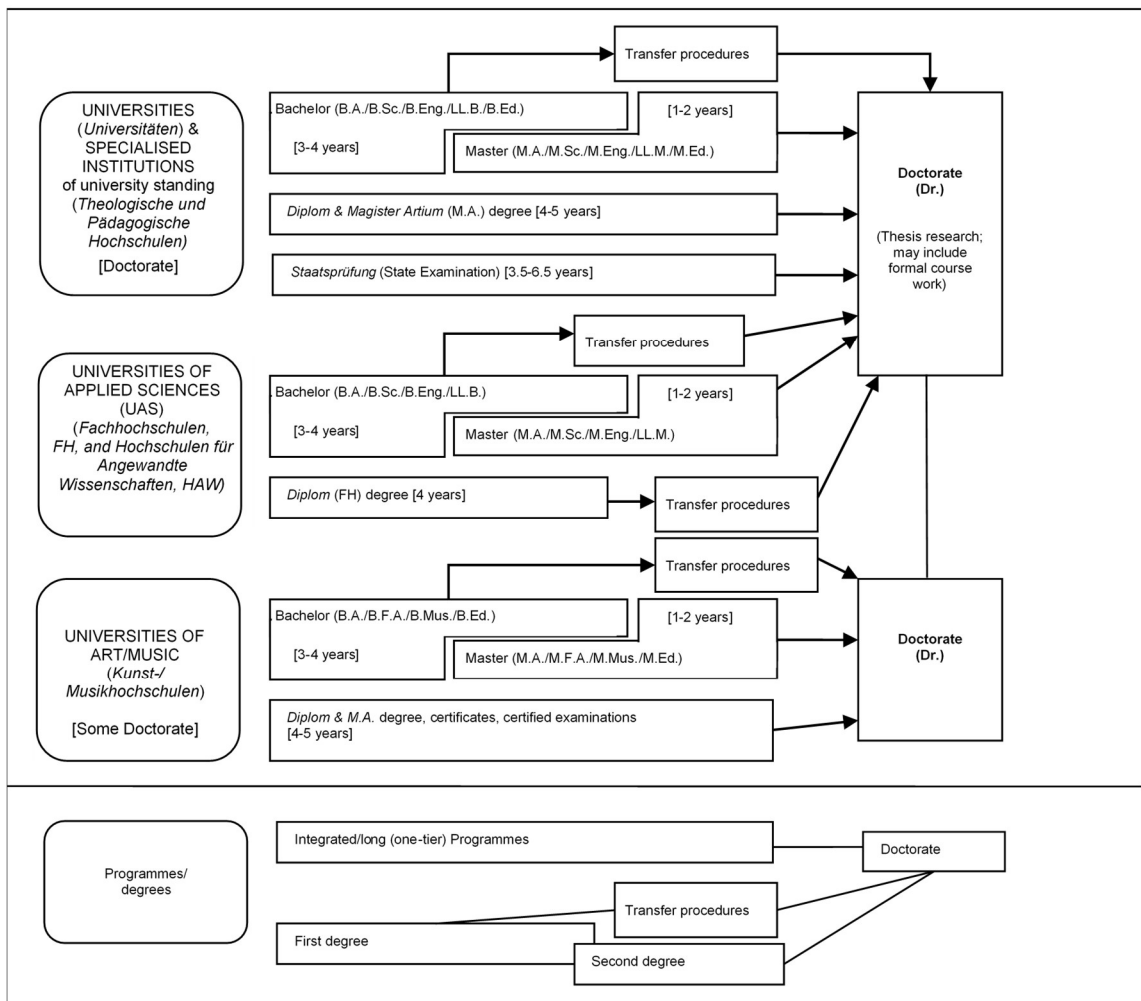 Transfer procedures
UNIVERSITIES
(Universitäten) &
SPECIALISED
INSTITUTIONS
of university standing
(Theologische und
Pädagogische
Hochschulen)
[Doctorate]
. Bachelor (B.A./B.Sc./B.Eng./LL.B./B.Ed.)
[3-4 years]
[1-2 years]
Master (M.A./M.Sc./M.Eng./LL.M./M.Ed.)
Diplom & Magister Artium (M.A.) degree [4-5 years]
Staatsprüfung (State Examination) [3.5-6.5 years]
Doctorate
(Dr.)
(Thesis research;
may include
formal course
work)
UNIVERSITIES OF
APPLIED SCIENCES
(UAS)
(Fachhochschulen,
FH, and Hochschulen für
Angewandte
Wissenschaften, HAW)
Transfer procedures
. Bachelor (B.A./B.Sc./B.Eng./LL.B.)
[3-4 years]
[1-2 years]
Master (M.A./M.Sc./M.Eng./LL.M.)
Diplom (FH) degree [4 years]
Transfer procedures
UNIVERSITIES OF
ART/MUSIC
(Kunst-/
Musikhochschulen)
[Some Doctorate]
Transfer procedures
. Bachelor (B.A./B.F.A./B.Mus./B.Ed.)
[3-4 years]
[1-2 years]
Master (M.A./M.F.A./M.Mus./M.Ed.)
Diplom & M.A. degree, certificates, certified examinations
[4-5 years]
Doctorate
(Dr.)
Programmes/
degrees
Integrated/long (one-tier) Programmes
Doctorate
Transfer procedures
First degree
Second degree